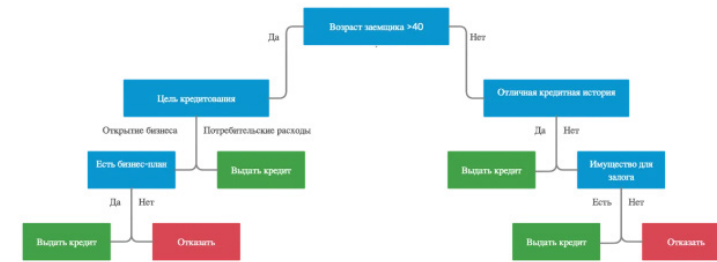 Возраст заемщика >40
Да
Нет
Цель кредитования
Отличная кредитная история
Открытие бизнеса
Потребительские расходы
Да
Нет
Есть бизнес-план
Выдать кредит
Выдать кредит
Имущество для
залога
Да
Нет
Есть
Нет
Выдать кредит
Отказать
Выдать кредит
Отказать